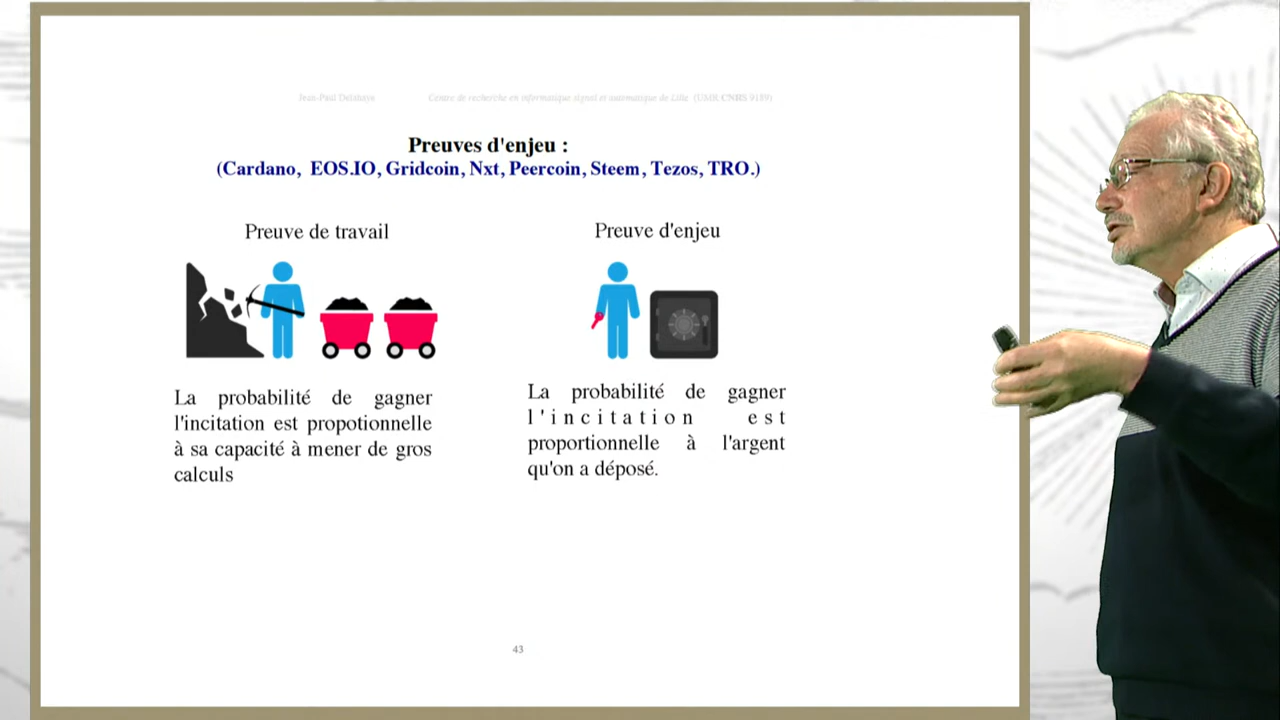 Jean-Paul Delahaye Centre de recherche en informatique signal et automatique de Lille (UMR CNRS 9189)
Preuves d'enjeu :
(Cardano, EOS.IO, Gridcoin, Nxt, Peercoin, Steem, Tezos, TRO.)
Preuve de travail
Preuve d'enjeu
La probabilité de gagner
l'incitation est propotionnelle
à sa capacité à mener de gros
calculs
La probabilité de gagner
l'incitation est
proportionnelle à l'argent
qu'on a déposé.
43